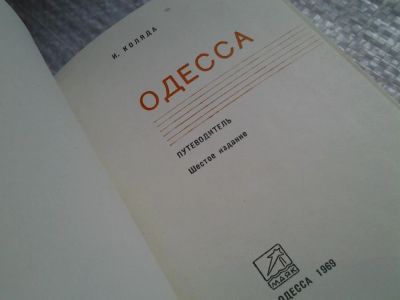 И. КОЛЯДА
ОДЕССА
ПУТЕВОДИТЕЛЬ
Шестое издание
МАЯК
ОДЕССА 1969